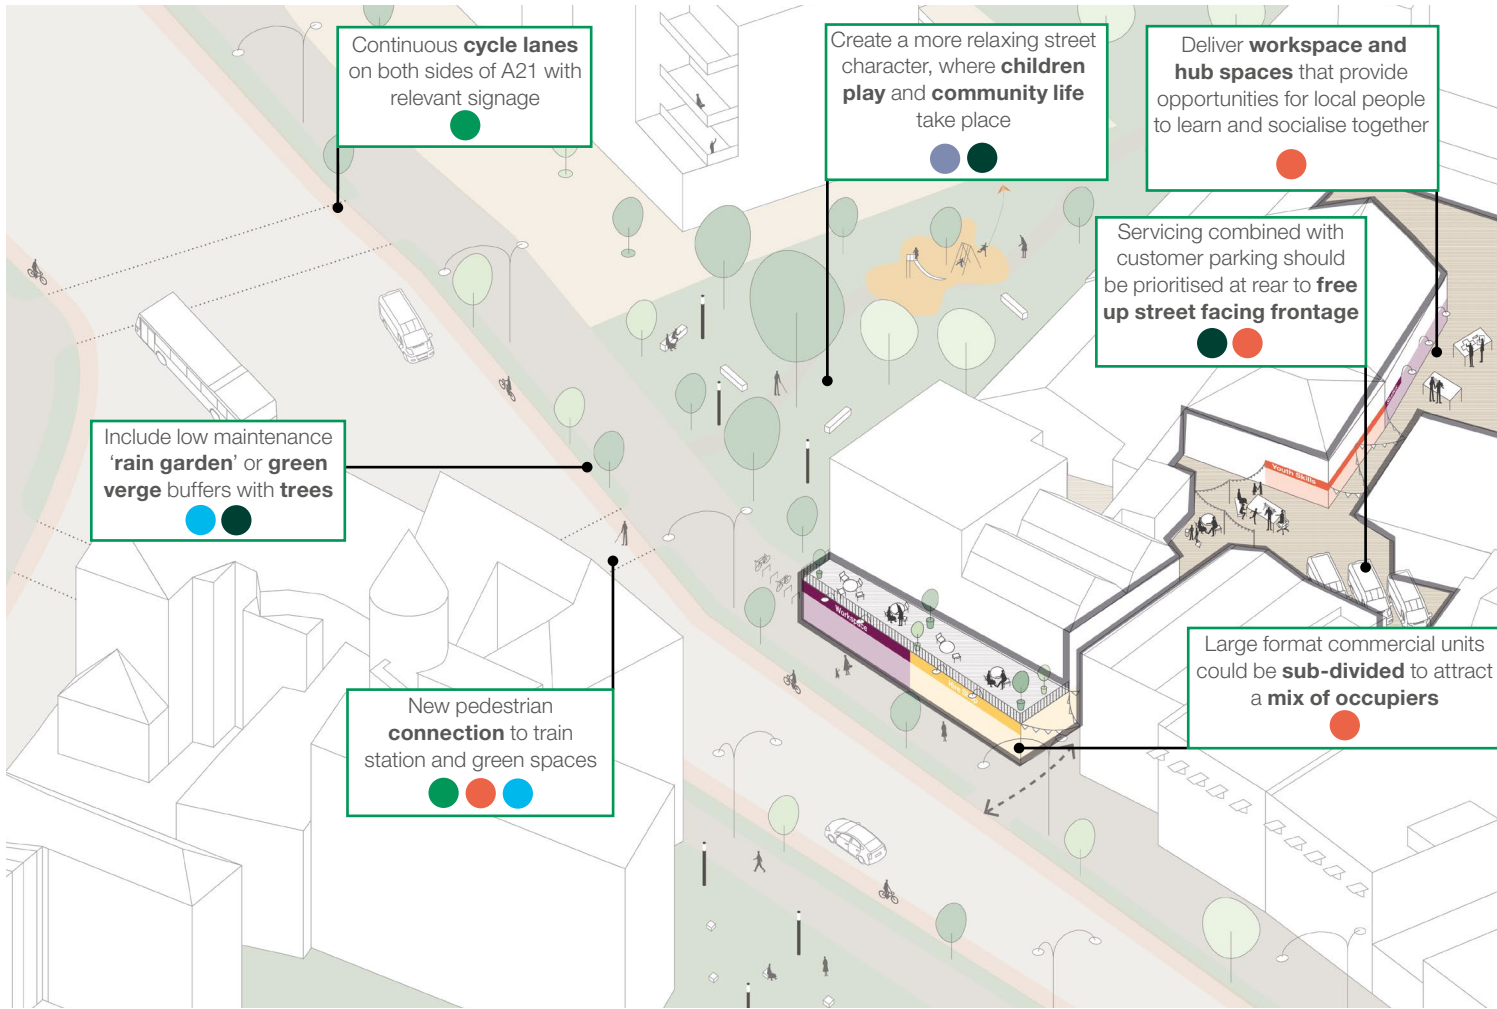 Continuous cycle lanes
on both sides of A21 with
relevant signage
Create a more relaxing street
character, where children
play and community life
take place
Deliver workspace and
hub spaces that provide
opportunities for local people
to learn and socialise together
Servicing combined with
customer parking should
be prioritised at rear to free
up street facing frontage
Include low maintenance
‘rain garden’ or green
verge buffers with trees
New pedestrian
connection to train
station and green spaces
Large format commercial units
could be sub-divided to attract
a mix of occupiers
Youth Skills
Workspace